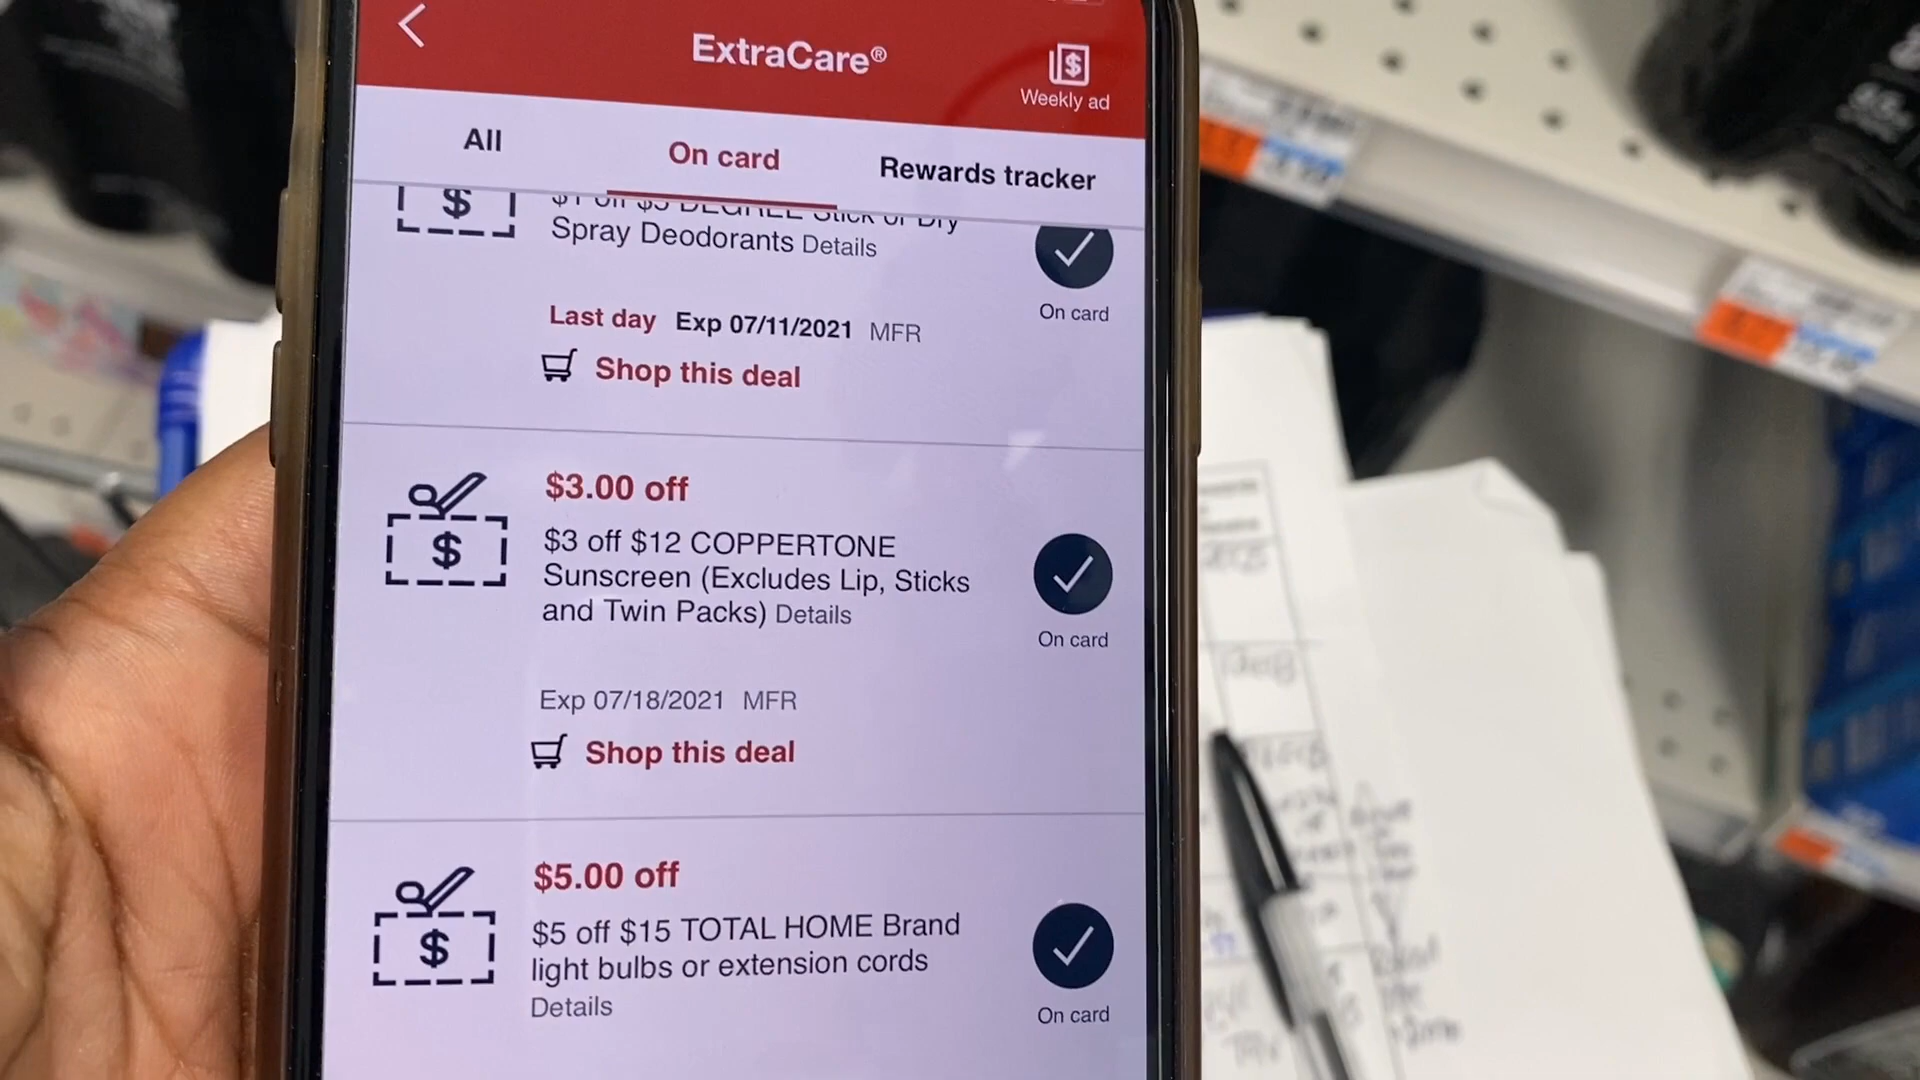 ExtraCare®
$
Weekly ad
All
On card
Rewards tracker
$
$1 off $5 DEGREE Stick or Dry
Spray Deodorants Details
On card
Last day Exp 07/11/2021 MFR
Shop this deal
$3.00 off
$
$3 off $12 COPPERTONE
Sunscreen (Excludes Lip, Sticks
and Twin Packs) Details
On card
Exp 07/18/2021 MFR
Shop this deal
$5.00 off
$
$5 off $15 TOTAL HOME Brand
light bulbs or extension cords
Details
On card